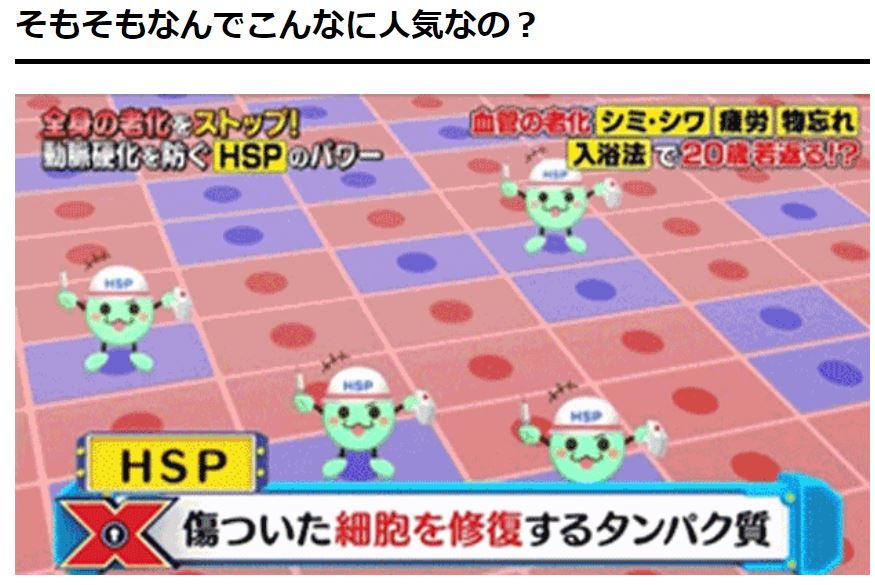 そもそもなんでこんなに人気なの？
全身の老化をストップ！
動脈硬化を防ぐ HSP のパワー
血管の老化 シミ・シワ 疲労 物忘れ
入浴法で20歳若返る!?
HSP
HSP
HSP
HSP
HSP
傷ついた細胞を修復するタンパク質